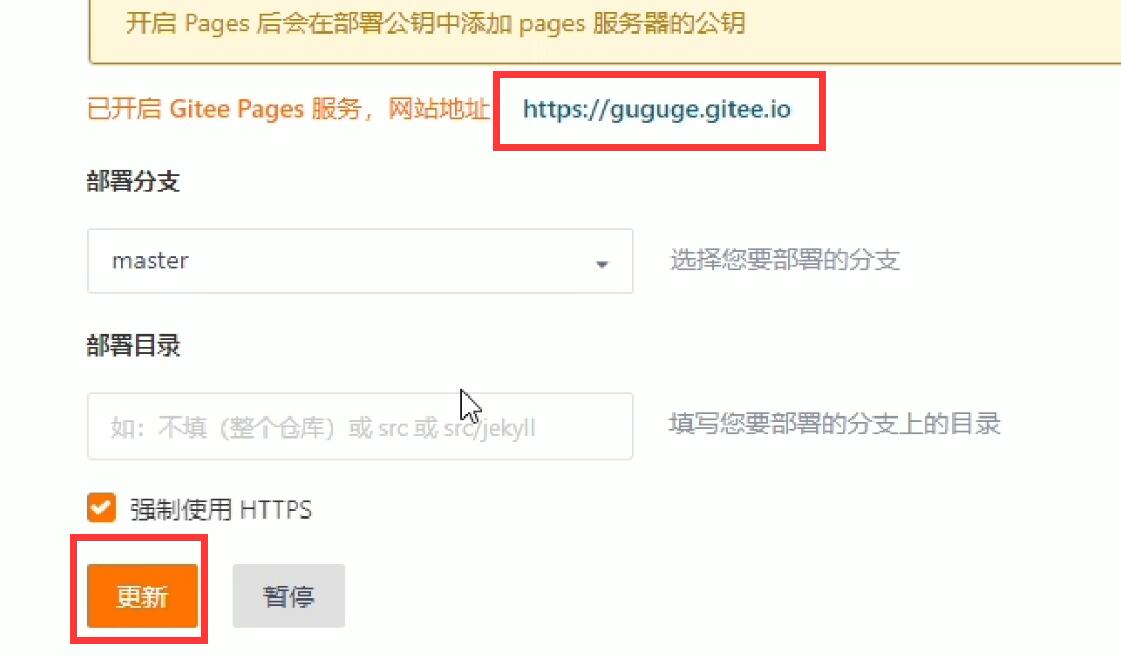 开启 Pages 后会在部署公钥中添加 pages 服务器的公钥
已开启 Gitee Pages 服务，网站地址 https://guguge.gitee.io
部署分支
master 选择您要部署的分支
部署目录
如：不填（整个仓库）或 src 或 src/jekyll 填写您要部署的分支上的目录
强制使用 HTTPS
更新 暂停